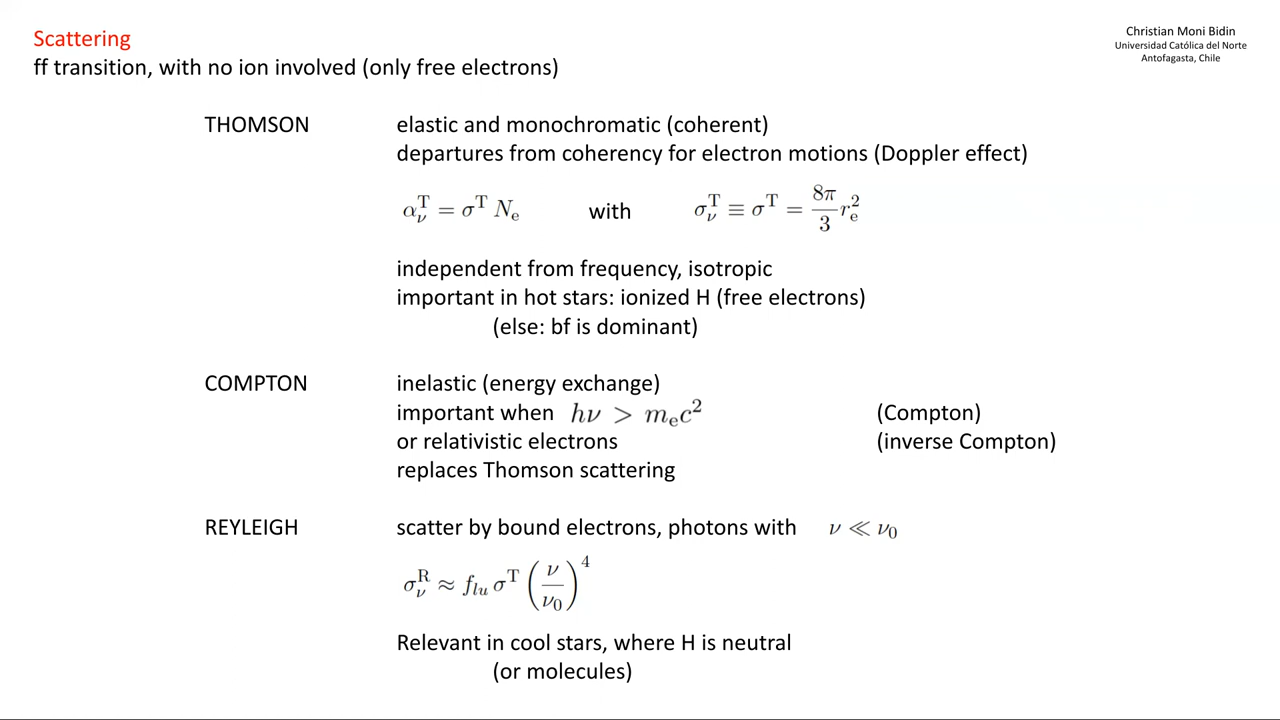 Scattering
ff transition, with no ion involved (only free electrons)
Christian Moni Bidin
Universidad Católica del Norte
Antofagasta, Chile
THOMSON elastic and monochromatic (coherent)
departures from coherency for electron motions (Doppler effect)
α_ν^T = σ^T N_e with σ_ν^T ≡ σ^T = 8π/3 r_e^2
independent from frequency, isotropic
important in hot stars: ionized H (free electrons)
(else: bf is dominant)
COMPTON inelastic (energy exchange)
important when hν > m_e c^2 (Compton)
or relativistic electrons (inverse Compton)
replaces Thomson scattering
REYLEIGH scatter by bound electrons, photons with ν ≪ ν_0
σ_ν^R ≈ f_lu σ^T (ν/ν_0)^4
Relevant in cool stars, where H is neutral
(or molecules)